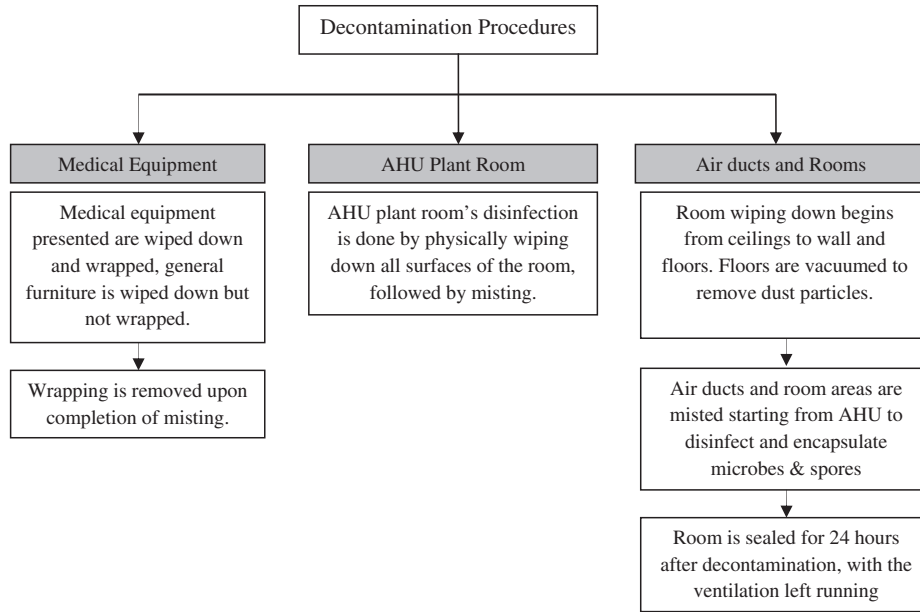 Decontamination Procedures
Medical Equipment
Medical equipment
presented are wiped down
and wrapped, general
furniture is wiped down but
not wrapped.
Wrapping is removed upon
completion of misting.
AHU Plant Room
AHU plant room’s disinfection
is done by physically wiping
down all surfaces of the room,
followed by misting.
Air ducts and Rooms
Room wiping down begins
from ceilings to wall and
floors. Floors are vacuumed to
remove dust particles.
Air ducts and room areas are
misted starting from AHU to
disinfect and encapsulate
microbes & spores
Room is sealed for 24 hours
after decontamination, with the
ventilation left running